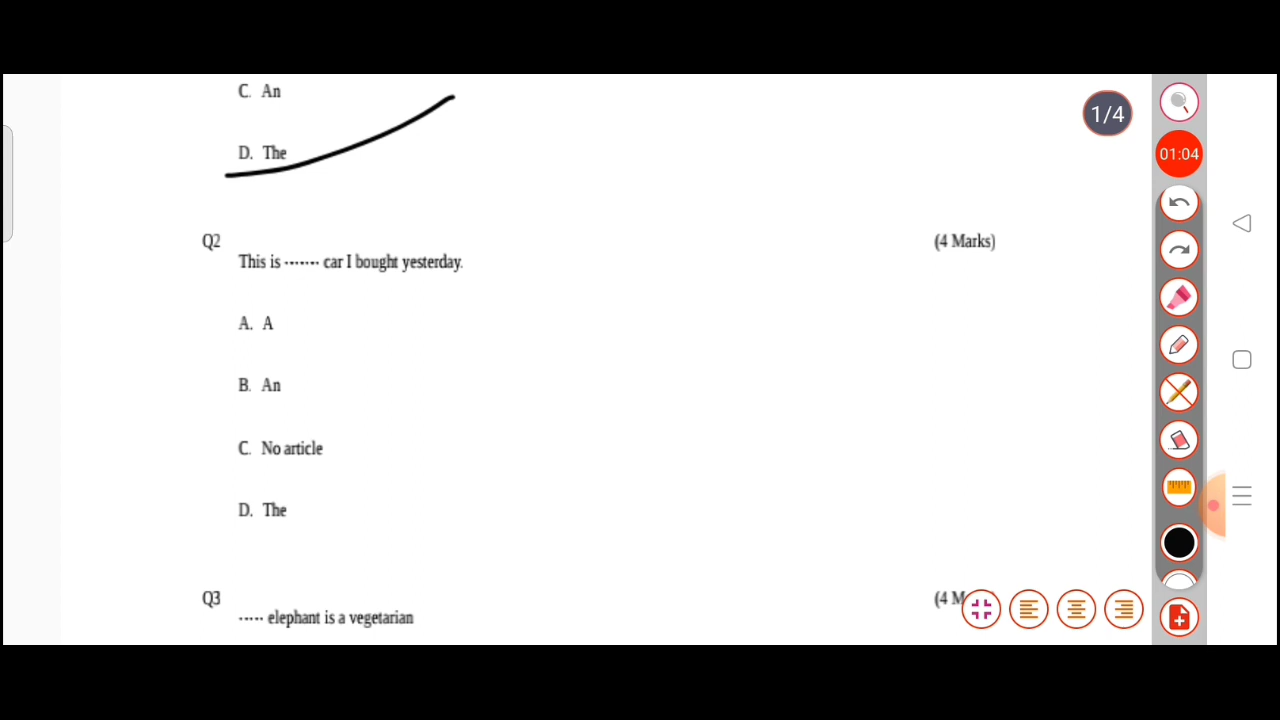 C. An
1/4
D. The
01:04
Q2 (4 Marks)
This is ------- car I bought yesterday.
A. A
B. An
C. No article
D. The
Q3 (4 M
----- elephant is a vegetarian